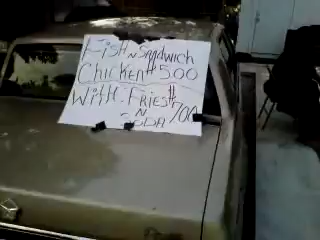 FISH N SANDWICH
CHICKEN $500
WITH FRIES $700
N
SODA